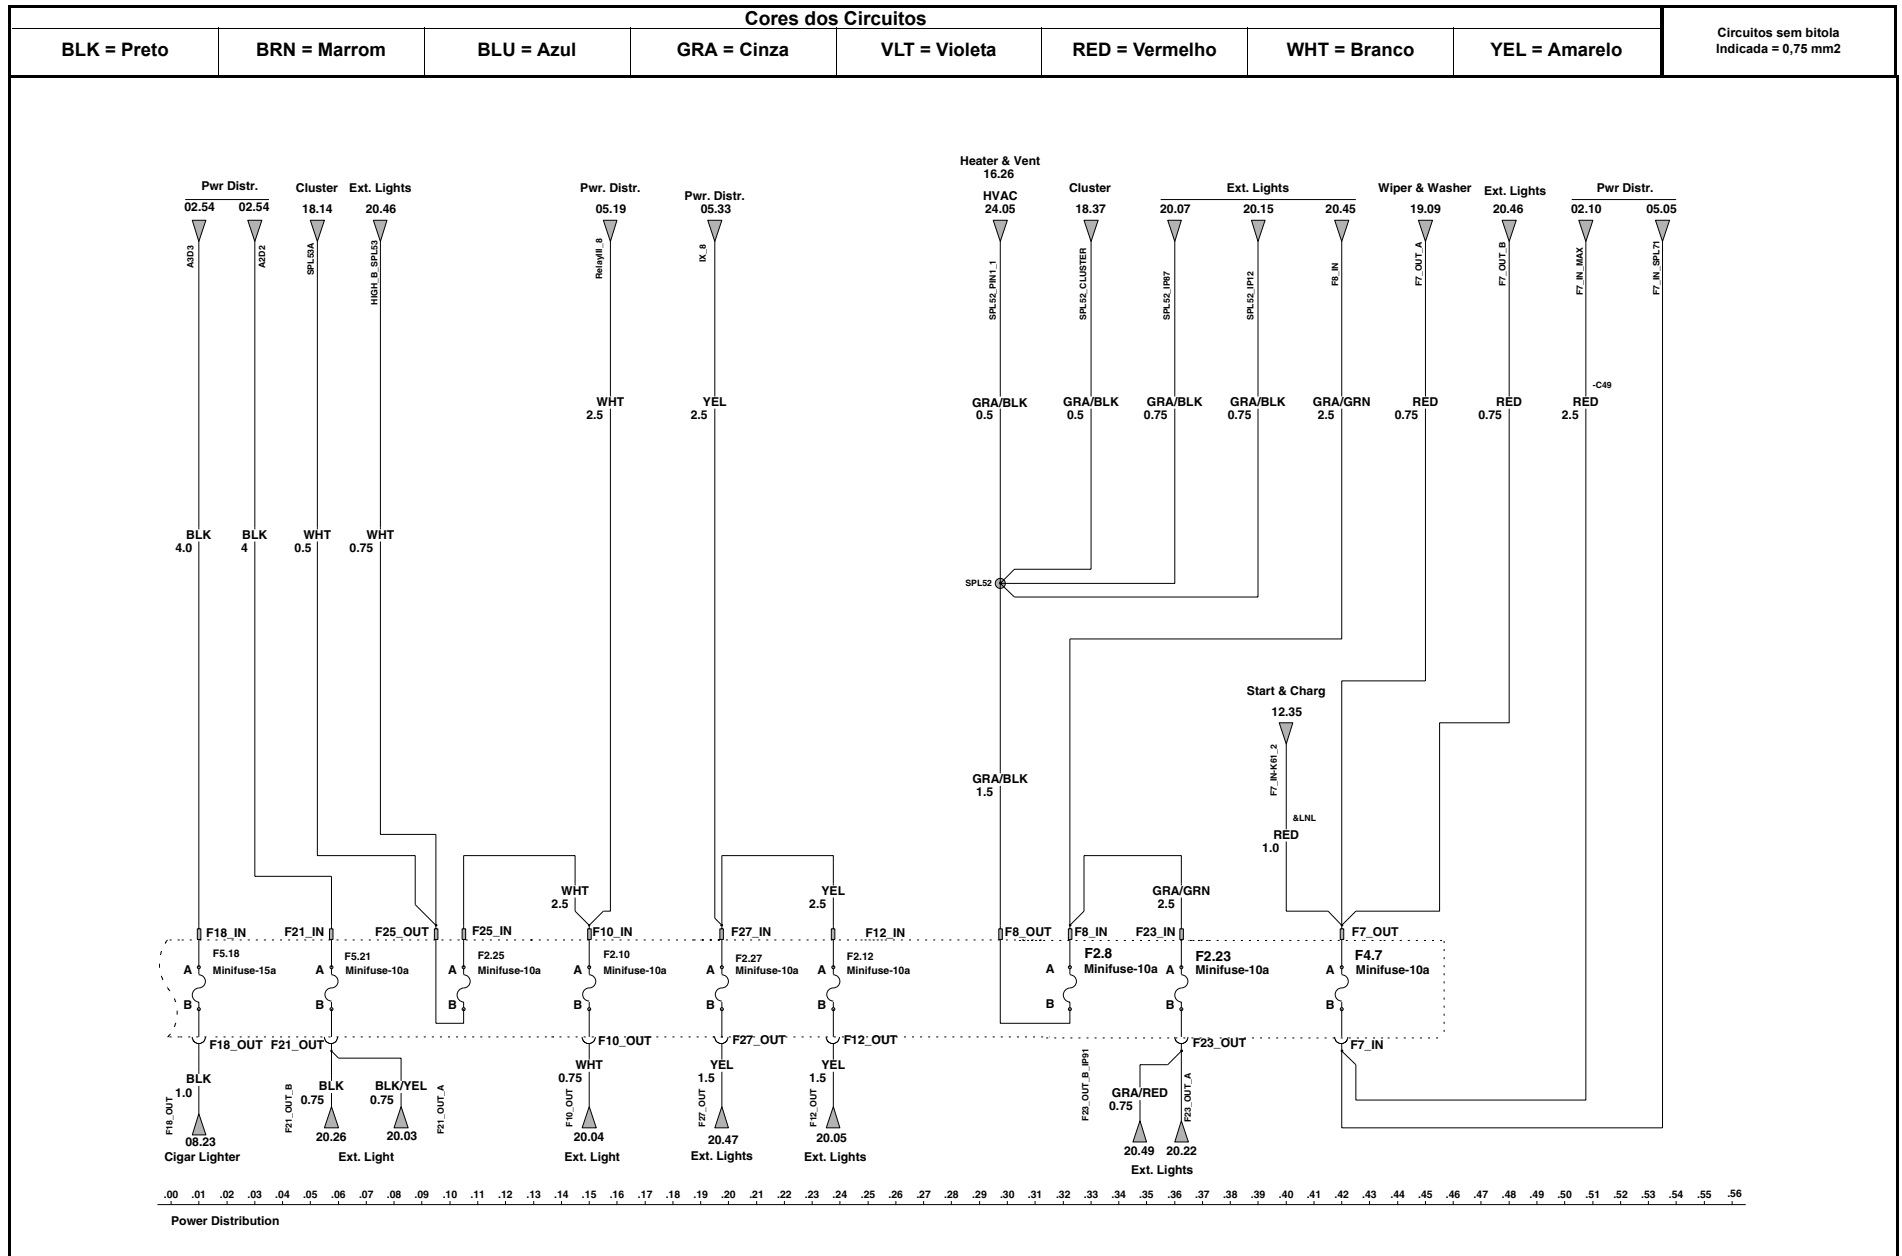 Cores dos Circuitos
BLK = Preto
BRN = Marrom
BLU = Azul
GRA = Cinza
VLT = Violeta
RED = Vermelho
WHT = Branco
YEL = Amarelo
Circuitos sem bitola
Indicada = 0,75 mm2
Heater & Vent
16.26
Pwr Distr.
Cluster
Ext. Lights
Pwr. Distr.
Pwr. Distr.
HVAC
Cluster
Ext. Lights
Wiper & Washer
Ext. Lights
Pwr Distr.
02.54
02.54
18.14
20.46
05.19
05.33
24.05
18.37
20.07
20.15
20.45
19.09
20.46
02.10
05.05
A3D3
A2D2
SPL53A
HIGH_B_SPL53
RelayIII_8
IX_8
SPL52_PIN1_1
SPL52_CLUSTER
SPL52_IP87
SPL52_IP12
F8_IN
F7_OUT_A
F7_OUT_B
F7_IN_MAX
F7_IN_SPL71
-C49
WHT
2.5
YEL
2.5
GRA/BLK
0.5
GRA/BLK
0.5
GRA/BLK
0.75
GRA/BLK
0.75
GRA/GRN
2.5
RED
0.75
RED
0.75
RED
2.5
BLK
4.0
BLK
4
WHT
0.5
WHT
0.75
SPL52
Start & Charg
12.35
F7_IN-K61_2
GRA/BLK
1.5
&LNL
RED
1.0
WHT
2.5
YEL
2.5
GRA/GRN
2.5
F18_IN
F21_IN
F25_OUT
F25_IN
F10_IN
F27_IN
F12_IN
F8_OUT
F8_IN
F23_IN
F7_OUT
A
F5.18
Minifuse-15a
B
A
F5.21
Minifuse-10a
B
A
F2.25
Minifuse-10a
B
A
F2.10
Minifuse-10a
B
A
F2.27
Minifuse-10a
B
A
F2.12
Minifuse-10a
B
A
F2.8
Minifuse-10a
B
A
F2.23
Minifuse-10a
B
A
F4.7
Minifuse-10a
B
F18_OUT
F21_OUT
F10_OUT
F27_OUT
F12_OUT
F23_OUT
F7_IN
BLK
1.0
F18_OUT
08.23
Cigar Lighter
F21_OUT_B
BLK
0.75
20.26
BLK/YEL
0.75
F21_OUT_A
20.03
Ext. Light
WHT
0.75
F10_OUT
20.04
Ext. Light
YEL
1.5
F27_OUT
20.47
Ext. Lights
YEL
1.5
F12_OUT
20.05
Ext. Lights
F23_OUT_B_IP91
GRA/RED
0.75
F23_OUT_A
20.49
20.22
Ext. Lights
.00 .01 .02 .03 .04 .05 .06 .07 .08 .09 .10 .11 .12 .13 .14 .15 .16 .17 .18 .19 .20 .21 .22 .23 .24 .25 .26 .27 .28 .29 .30 .31 .32 .33 .34 .35 .36 .37 .38 .39 .40 .41 .42 .43 .44 .45 .46 .47 .48 .49 .50 .51 .52 .53 .54 .55 .56
Power Distribution